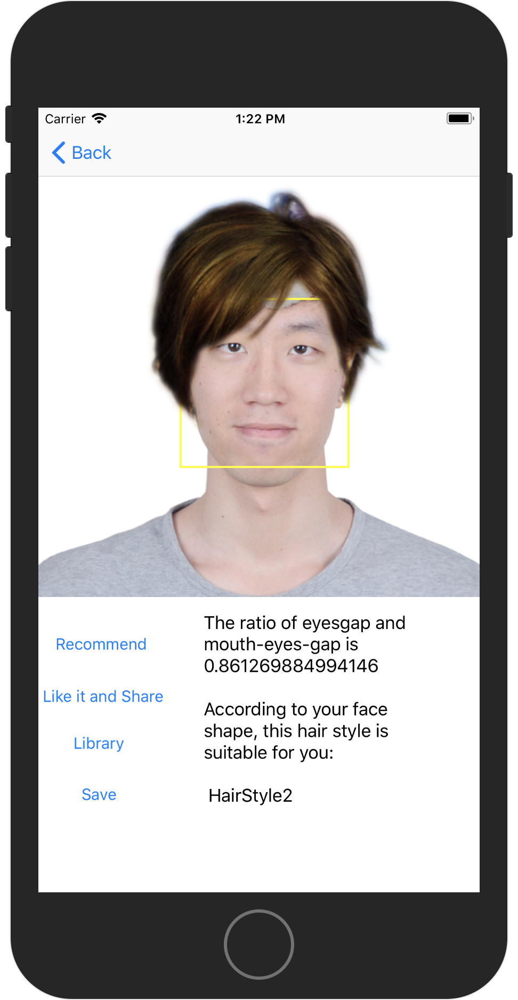 Carrier 1:22 PM
Back
Recommend
Like it and Share
Library
Save
The ratio of eyesgap and
mouth-eyes-gap is
0.861269884994146
According to your face
shape, this hair style is
suitable for you:
HairStyle2